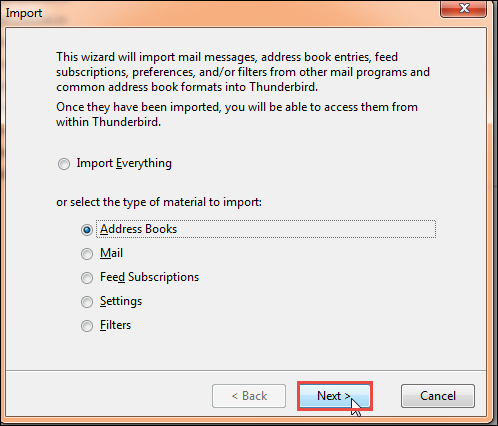 Import
This wizard will import mail messages, address book entries, feed
subscriptions, preferences, and/or filters from other mail programs and
common address book formats into Thunderbird.
Once they have been imported, you will be able to access them from
within Thunderbird.
Import Everything
or select the type of material to import:
Address Books
Mail
Feed Subscriptions
Settings
Filters
< Back
Next >
Cancel